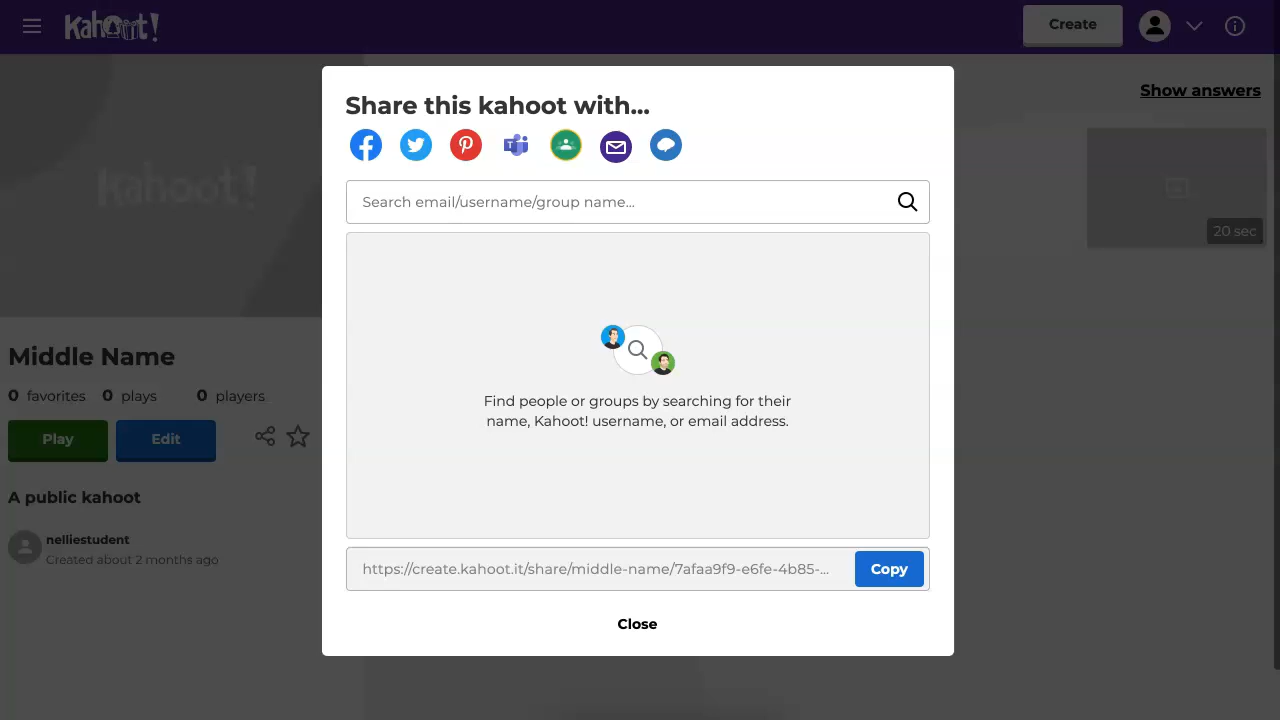 Kahoot!
Create
Share this kahoot with...
Show answers
Search email/username/group name...
Kahoot!
20 sec
Find people or groups by searching for their
name, Kahoot! username, or email address.
Middle Name
0 favorites 0 plays 0 players
Play Edit
A public kahoot
nelliestudent
Created about 2 months ago
https://create.kahoot.it/share/middle-name/7afaa9f9-e6fe-4b85-...
Copy
Close